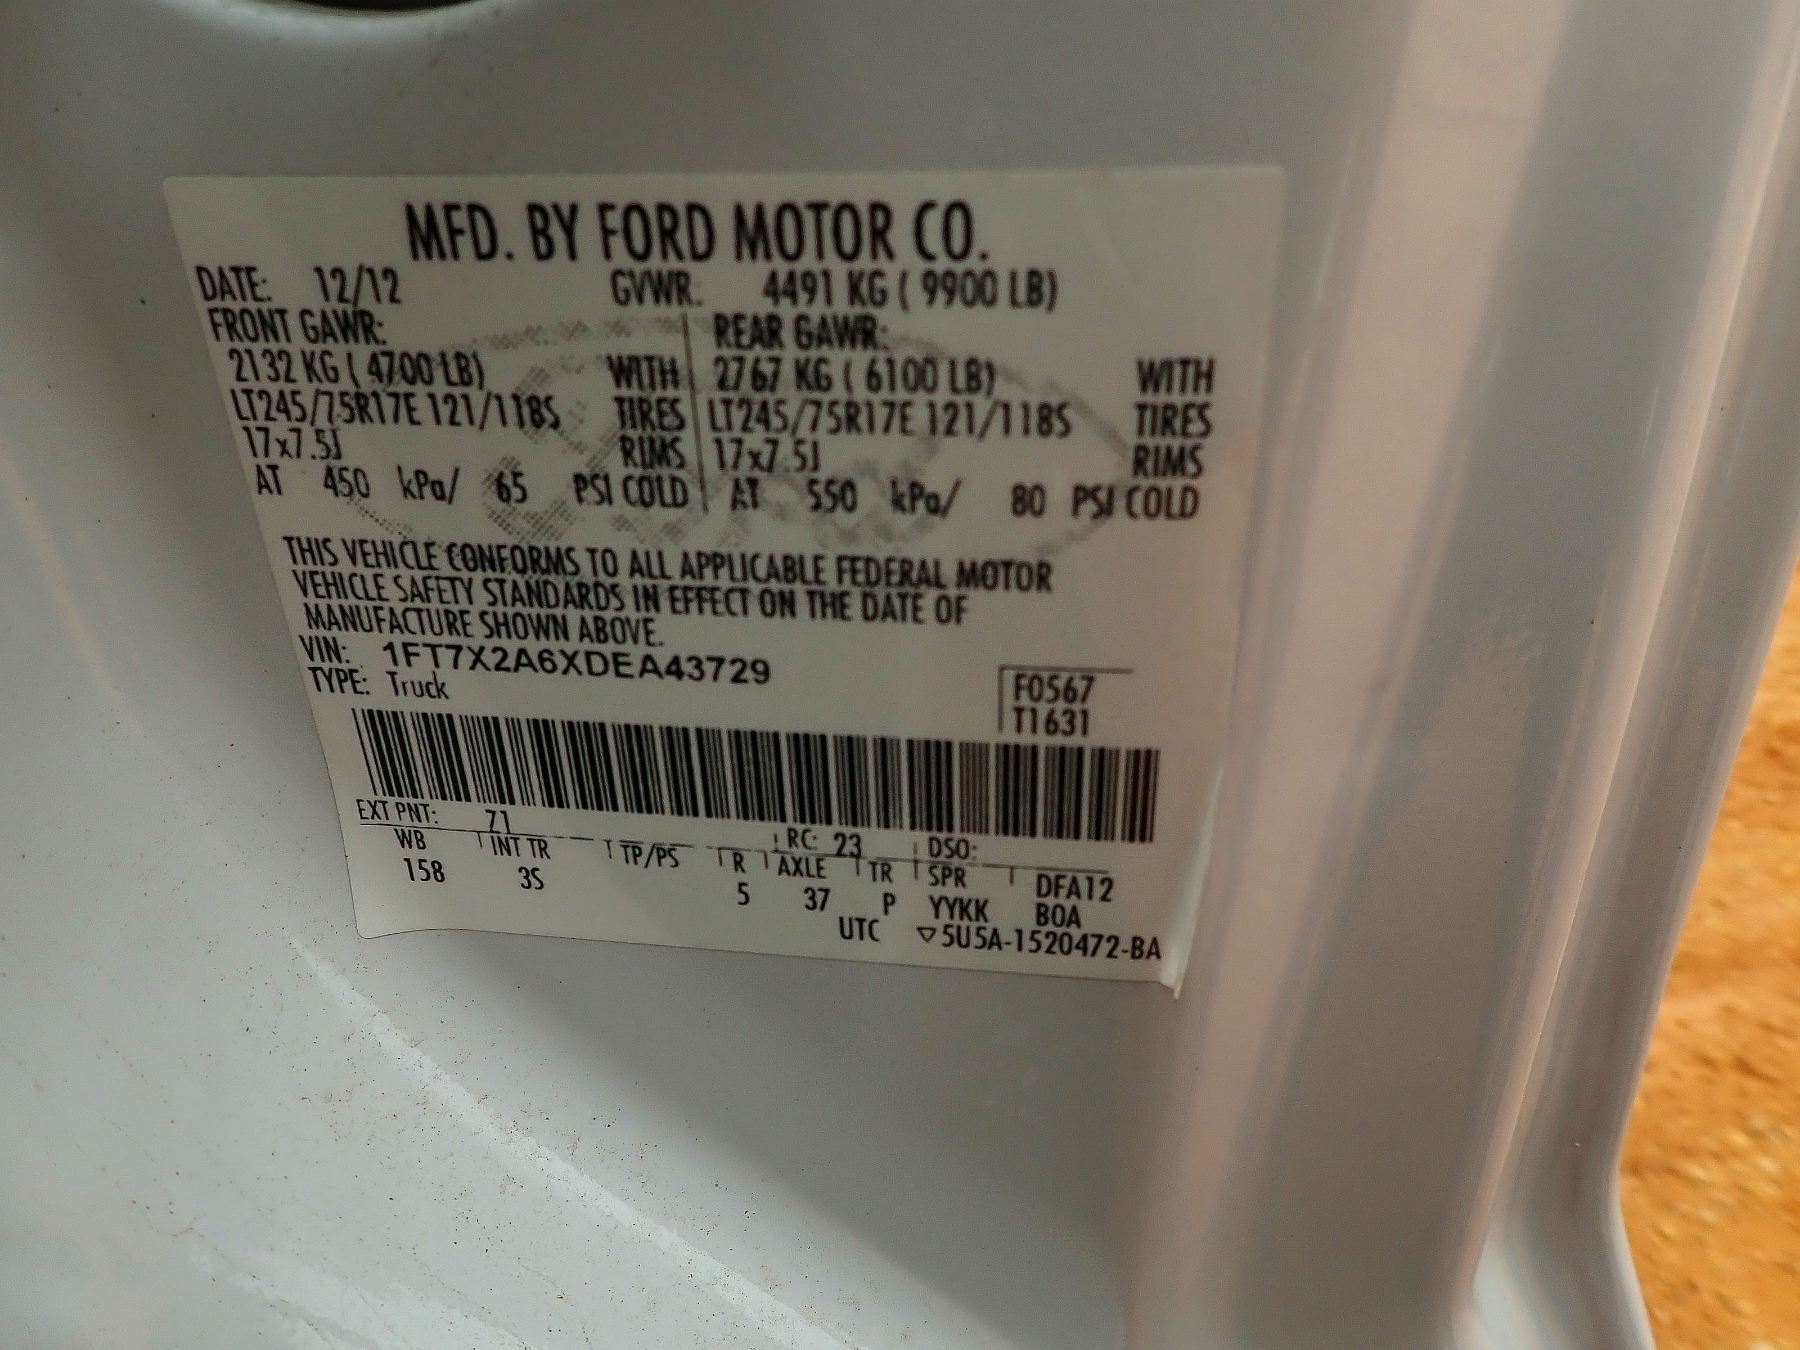 MFD. BY FORD MOTOR CO.
DATE: 12/12 GVWR: 4491 KG ( 9900 LB)
FRONT GAWR: REAR GAWR:
2132 KG ( 4700 LB) WITH 2767 KG ( 6100 LB) WITH
LT245/75R17E 121/118S TIRES LT245/75R17E 121/118S TIRES
17x7.5J RIMS 17x7.5J RIMS
AT 450 kPa/ 65 PSI COLD AT 550 kPa/ 80 PSI COLD
THIS VEHICLE CONFORMS TO ALL APPLICABLE FEDERAL MOTOR
VEHICLE SAFETY STANDARDS IN EFFECT ON THE DATE OF
MANUFACTURE SHOWN ABOVE.
VIN: 1FT7X2A6XDEA43729
TYPE: Truck
F0567
T1631
EXT PNT: Z1 RC: 23 DSO:
WB INT TR TP/PS R AXLE TR SPR DFA12
158 3S 5 37 P YYKK BOA
UTC ▽5U5A-1520472-BA